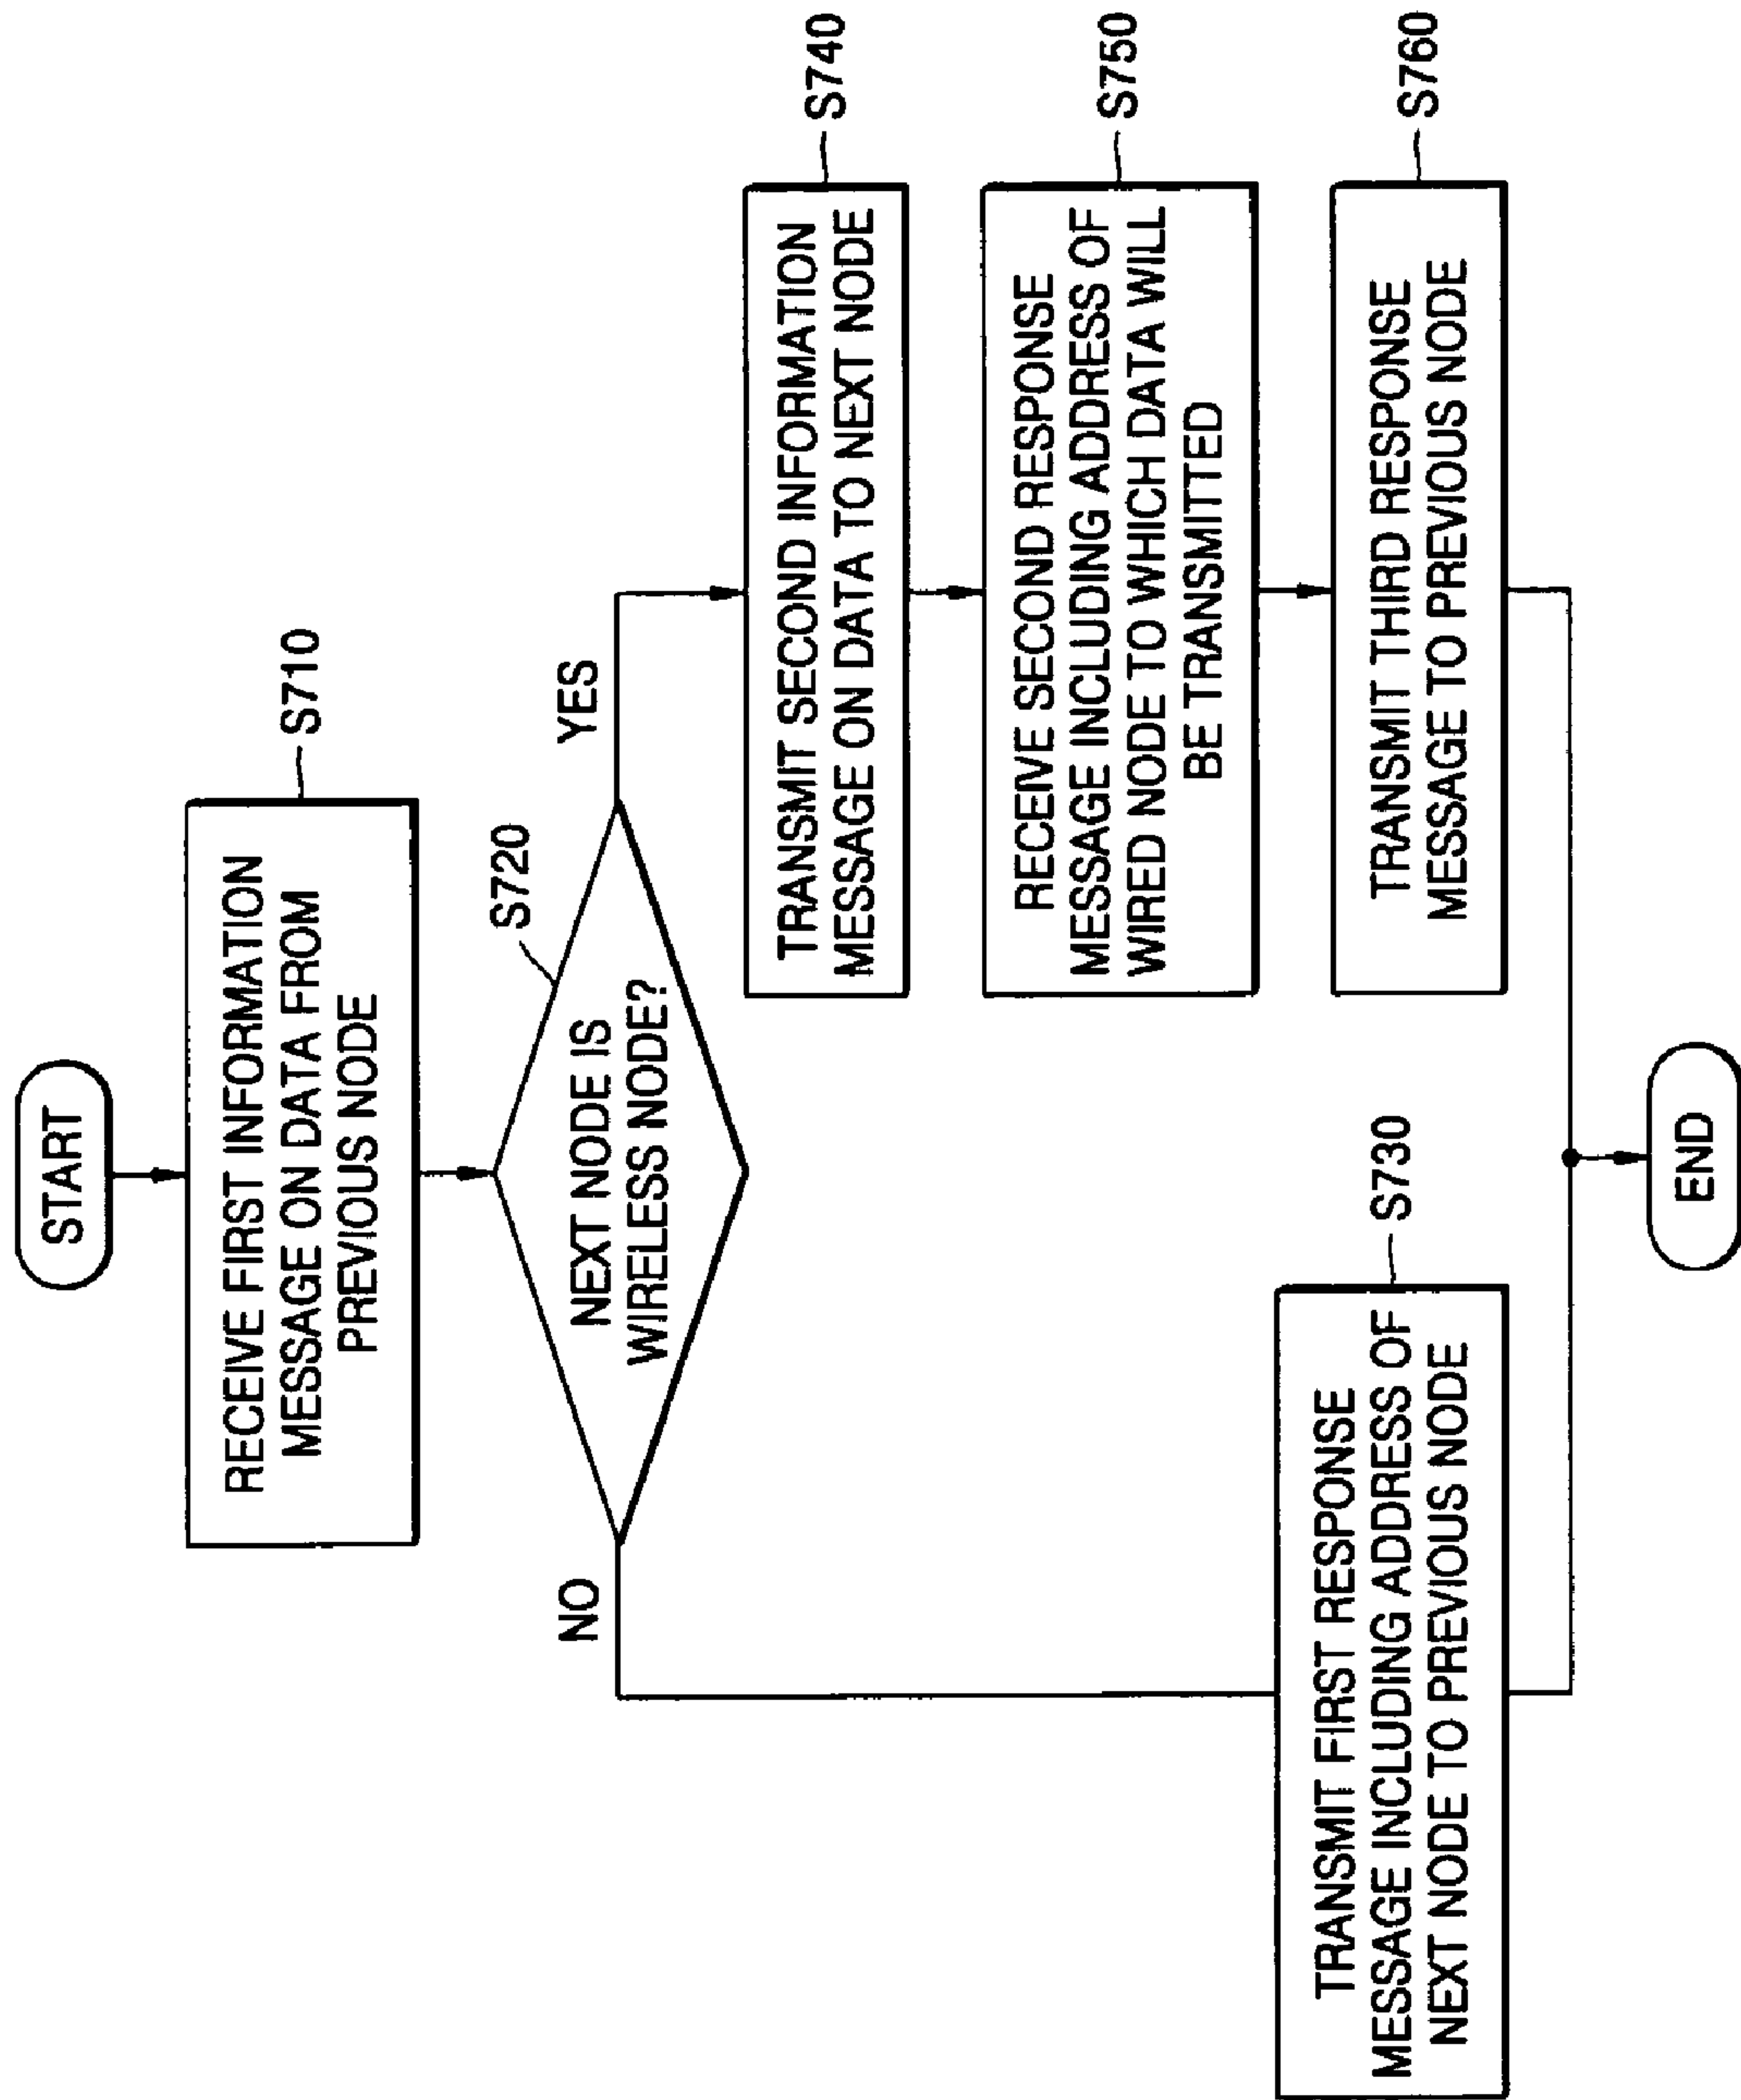 START
RECEIVE FIRST INFORMATION
MESSAGE ON DATA FROM
PREVIOUS NODE
S710
NEXT NODE IS
WIRELESS NODE?
S720
NO
YES
TRANSMIT FIRST RESPONSE
MESSAGE INCLUDING ADDRESS OF
NEXT NODE TO PREVIOUS NODE
S730
TRANSMIT SECOND INFORMATION
MESSAGE ON DATA TO NEXT NODE
S740
RECEIVE SECOND RESPONSE
MESSAGE INCLUDING ADDRESS OF
WIRED NODE TO WHICH DATA WILL
BE TRANSMITTED
S750
TRANSMIT THIRD RESPONSE
MESSAGE TO PREVIOUS NODE
S760
END